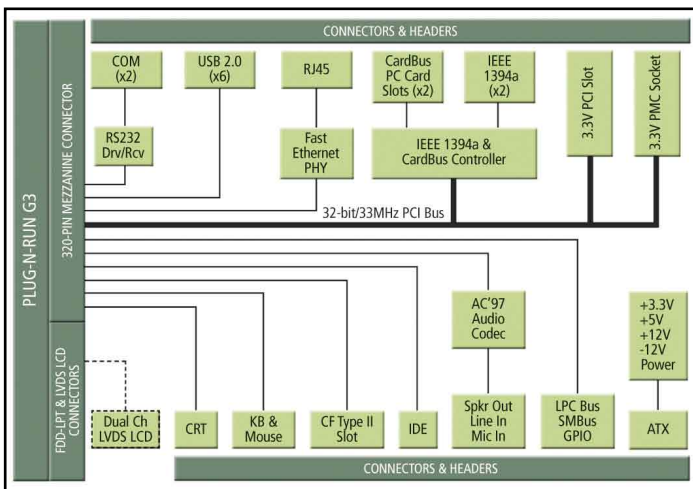 CONNECTORS & HEADERS
COM
(x2)
USB 2.0
(x6)
RJ45
CardBus
PC Card
Slots (x2)
IEEE
1394a
(x2)
3.3V PCI Slot
3.3V PMC Socket
RS232
Drv/Rcv
Fast
Ethernet
PHY
IEEE 1394a &
CardBus Controller
32-bit/33MHz PCI Bus
PLUG-N-RUN G3
320-PIN MEZZANINE CONNECTOR
FDD-LPT & LVDS LCD
CONNECTORS
AC'97
Audio
Codec
+3.3V
+5V
+12V
-12V
Power
Dual Ch
LVDS LCD
CRT
KB &
Mouse
CF Type II
Slot
IDE
Spkr Out
Line In
Mic In
LPC Bus
SMBus
GPIO
ATX
CONNECTORS & HEADERS